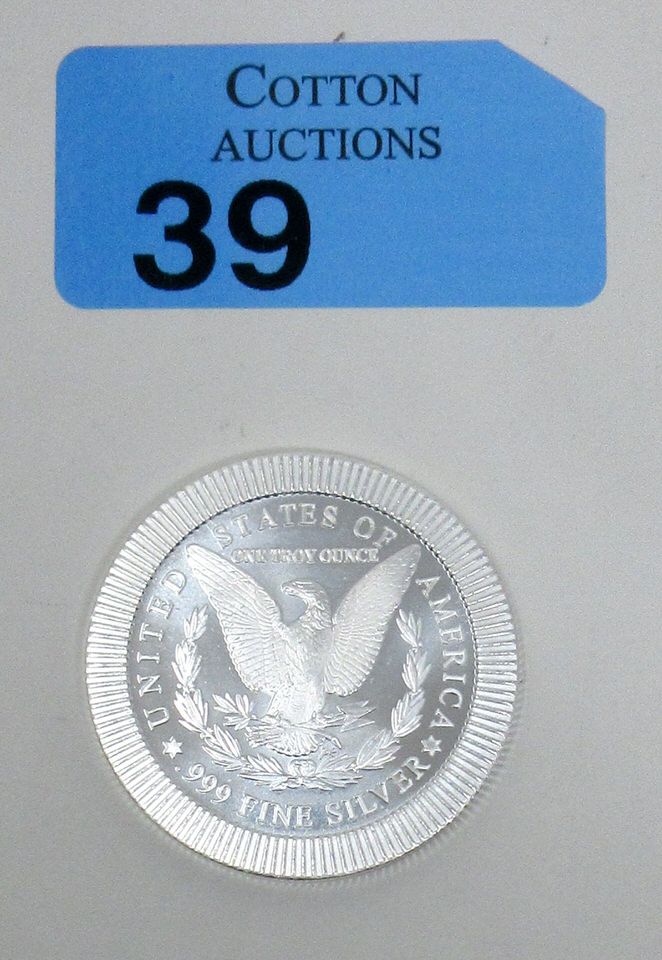 COTTON
AUCTIONS
39
UNITED STATES OF AMERICA
ONE TROY OUNCE
.999 FINE SILVER